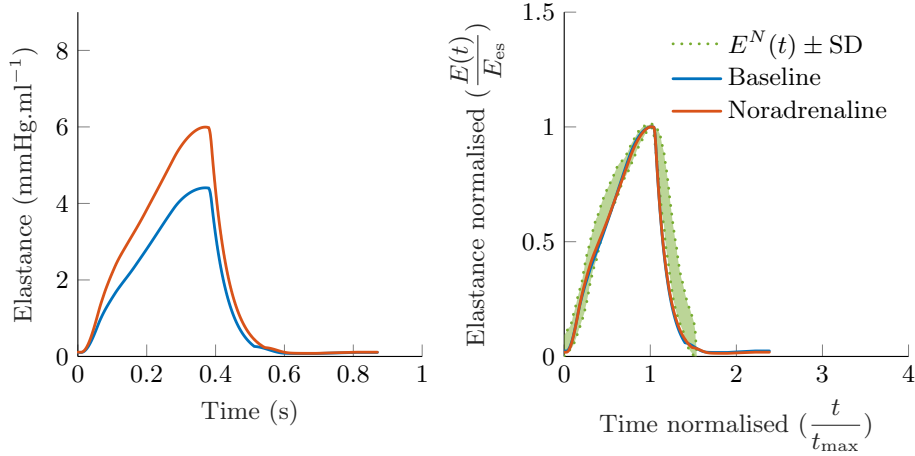 8
6
4
2
0
0
0.2
0.4
0.6
0.8
1
Time (s)
Elastance (mmHg.ml⁻¹)
1.5
1
0.5
0
0
1
2
3
4
Time normalised (t/t_max)
Elastance normalised (E(t)/E_es)
E^N(t) ± SD
Baseline
Noradrenaline